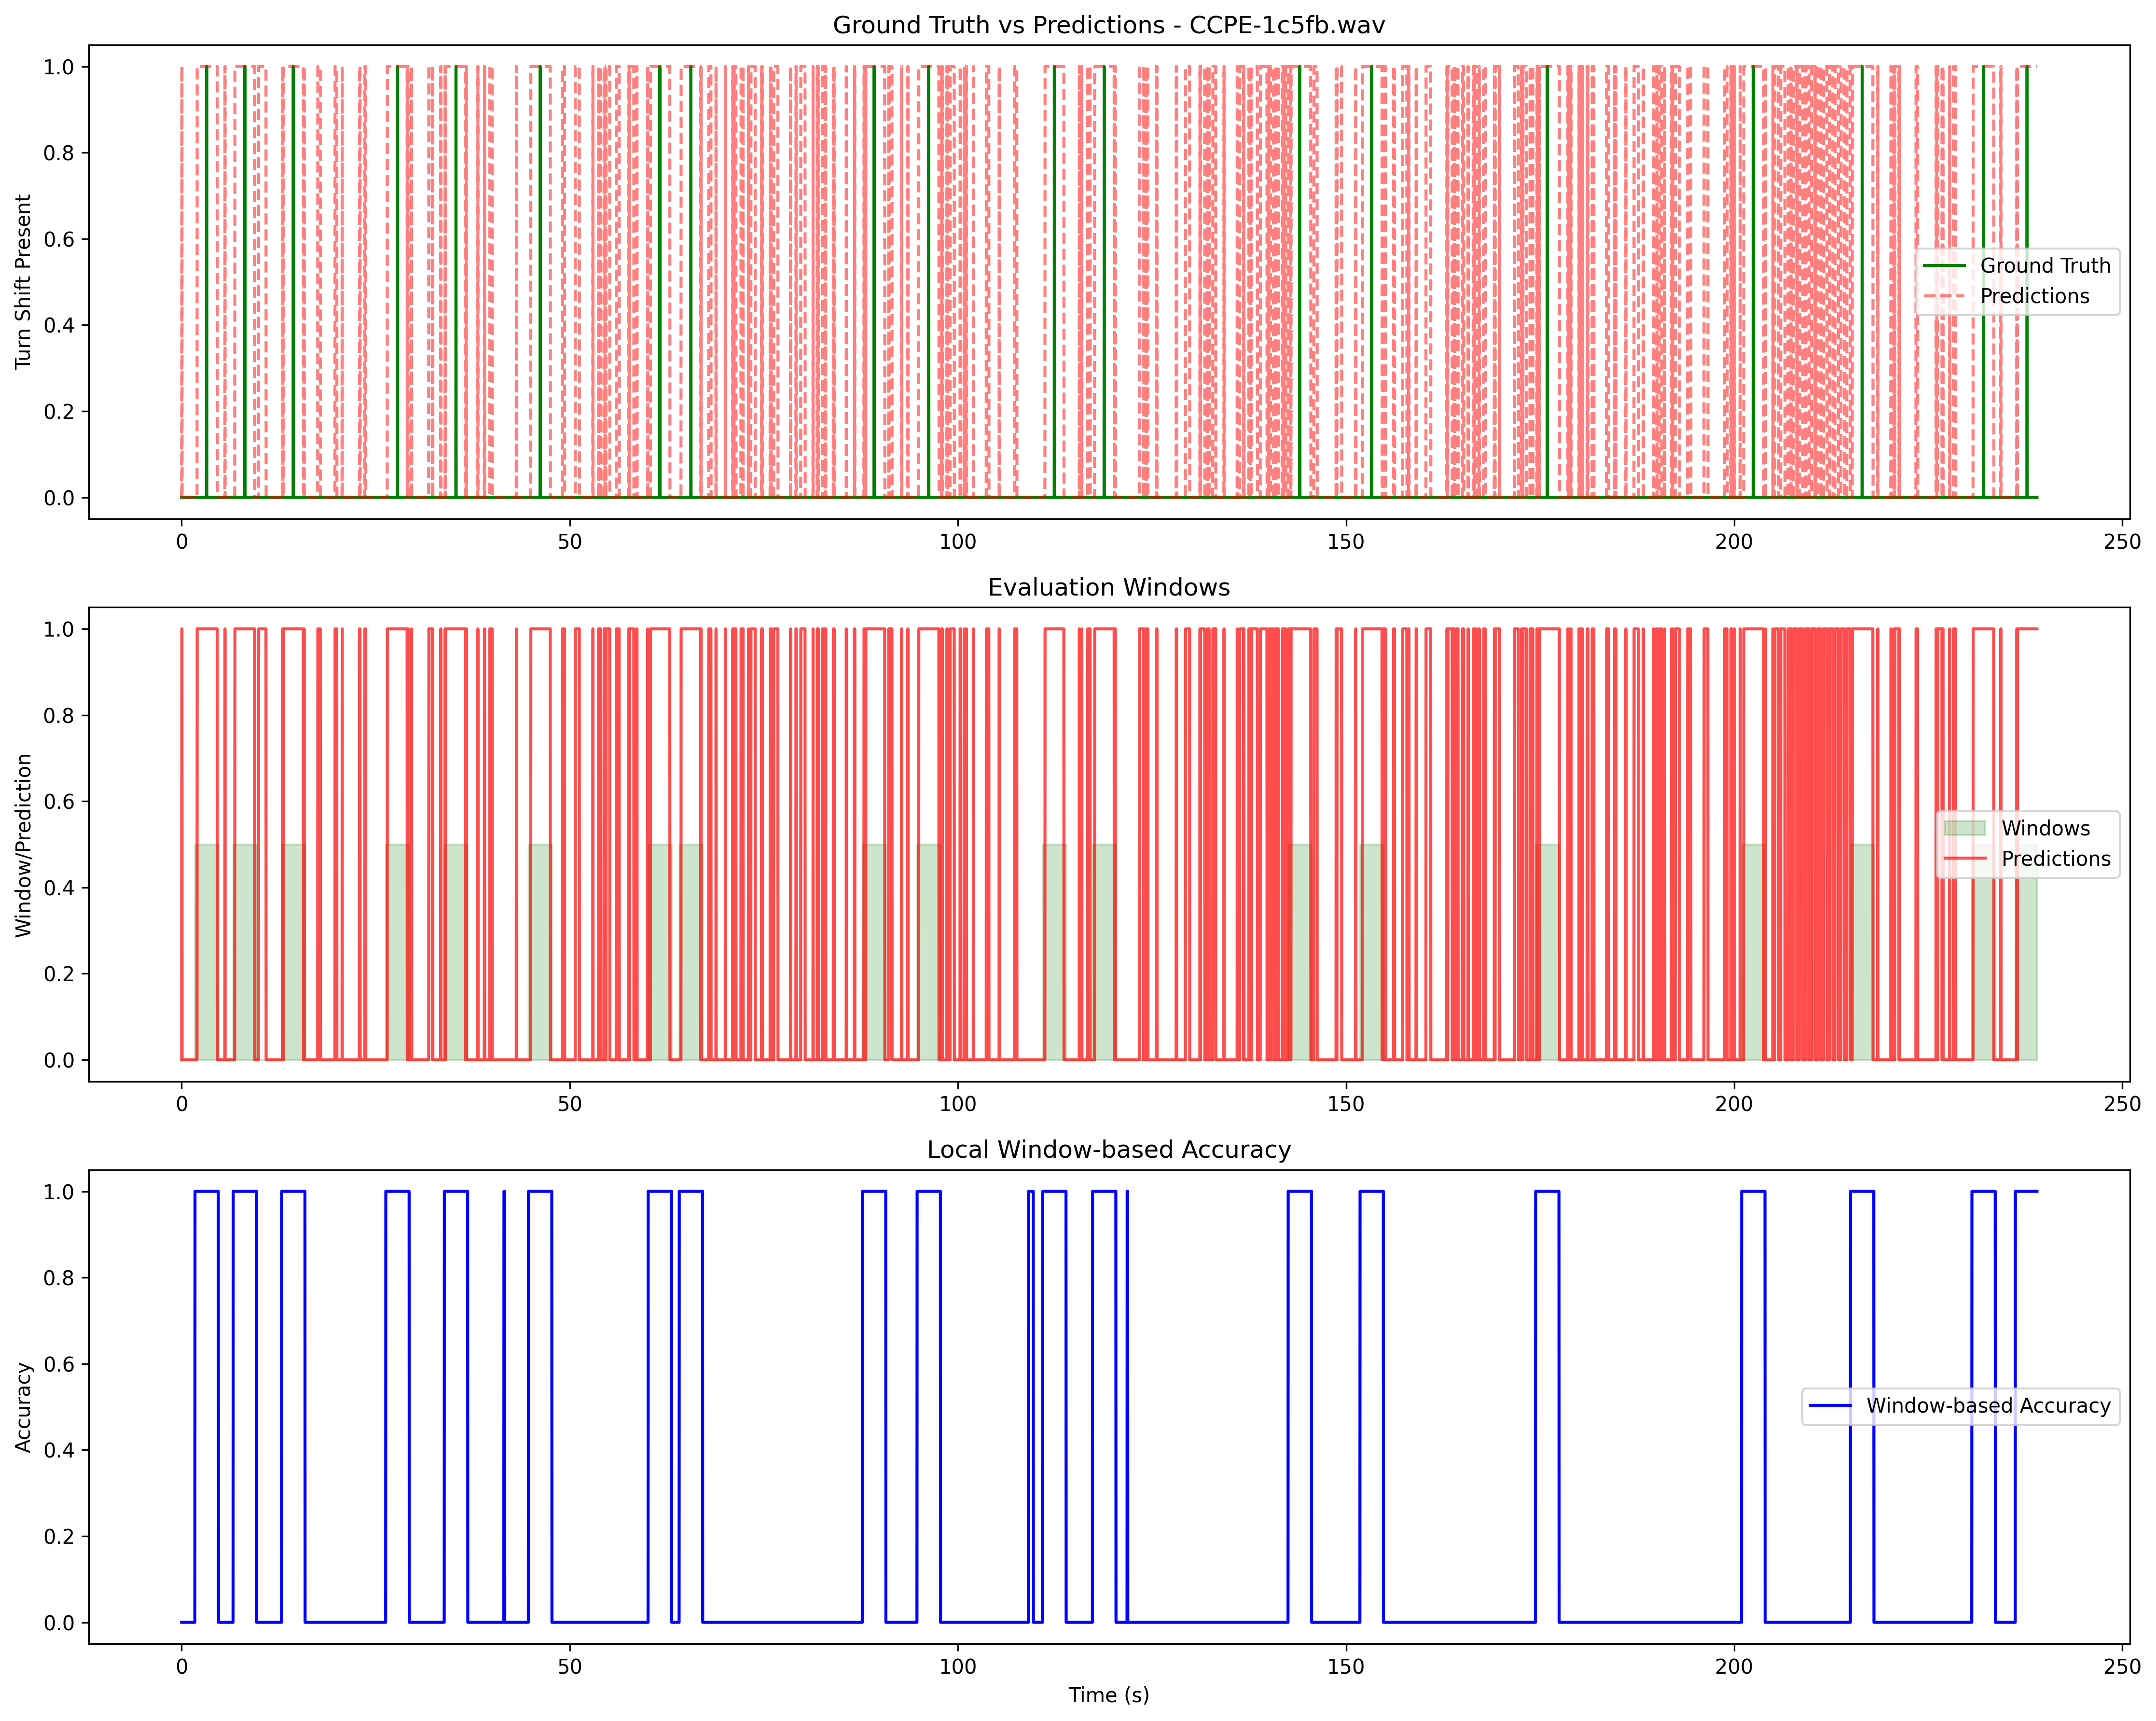 Ground Truth vs Predictions - CCPE-1c5fb.wav
1.0
0.8
0.6
0.4
0.2
0.0
Turn Shift Present
Ground Truth
Predictions
0 50 100 150 200 250
Evaluation Windows
1.0
0.8
0.6
0.4
0.2
0.0
Window/Prediction
Windows
Predictions
0 50 100 150 200 250
Local Window-based Accuracy
1.0
0.8
0.6
0.4
0.2
0.0
Accuracy
Window-based Accuracy
0 50 100 150 200 250
Time (s)